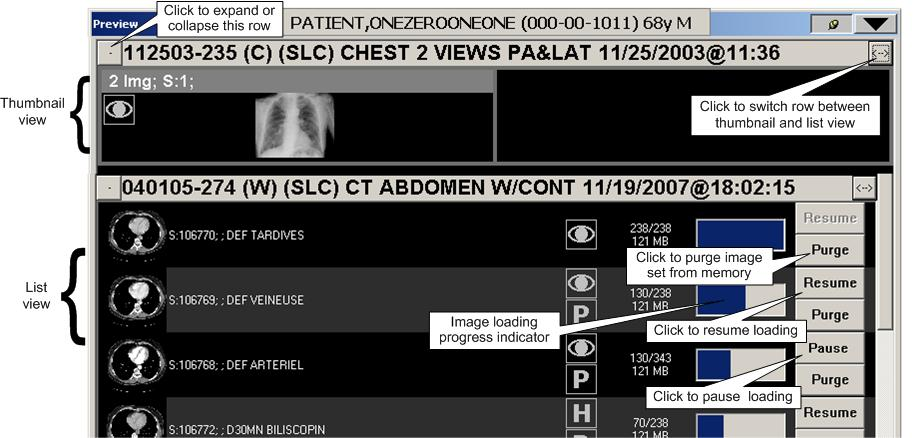 Click to expand or
collapse this row
Preview
PATIENT,ONEZEROONEONE (000-00-1011) 68y M
112503-235 (C) (SLC) CHEST 2 VIEWS PA&LAT 11/25/2003@11:36
2 Img; S:1;
Thumbnail
view
Click to switch row between
thumbnail and list view
040105-274 (W) (SLC) CT ABDOMEN W/CONT 11/19/2007@18:02:15
S:106770; ; DEF TARDIVES
238/238
121 MB
Resume
Purge
Click to purge image
set from memory
List
view
S:106769; ; DEF VEINEUSE
P
130/238
121 MB
Resume
Purge
Image loading
progress indicator
Click to resume loading
S:106768; ; DEF ARTERIEL
P
130/343
121 MB
Pause
Purge
Click to pause loading
S:106772; ; D30MN BILISCOPIN
H
70/238
121 MB
Resume